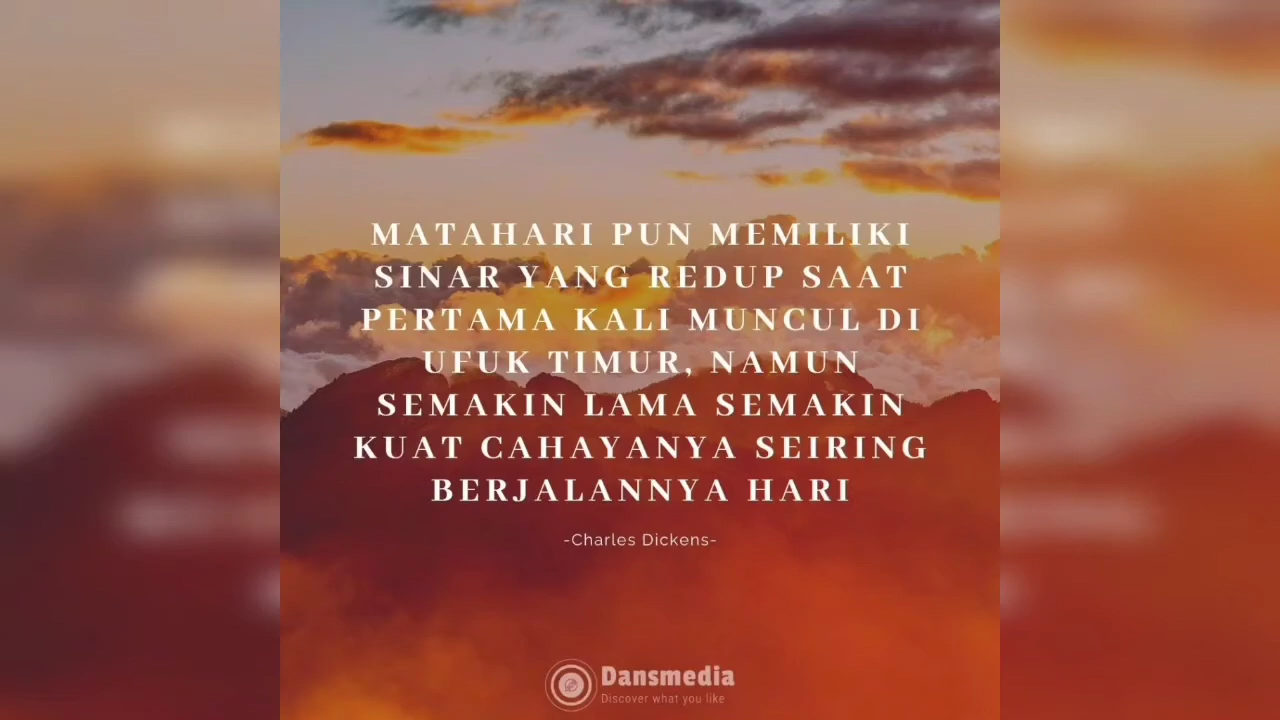 MATAHARI PUN MEMILIKI
SINAR YANG REDUP SAAT
PERTAMA KALI MUNCUL DI
UFUK TIMUR, NAMUN
SEMAKIN LAMA SEMAKIN
KUAT CAHAYANYA SEIRING
BERJALANNYA HARI
-Charles Dickens-
Dansmedia
Discover what you like